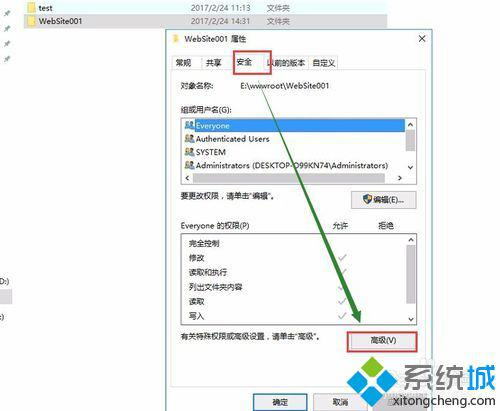 test
2017/2/24 11:13
文件夹
WebSite001
2017/2/24 11:14
文件夹
WebSite001 属性
常规
共享
安全
以前的版本
自定义
对象名称:
E:\wwwroot\WebSite001
组或用户名(G):
Everyone
Authenticated Users
SYSTEM
Administrators (DESKTOP-O99KN74\Administrators)
要更改权限，请单击"编辑"。
编辑(E)...
Everyone 的权限(P)
允许
拒绝
完全控制
修改
读取和执行
列出文件夹内容
读取
写入
有关特殊权限或高级设置，请单击"高级"。
高级(V)
确定
取消
D:)
:)
系统城
xitongcheng.com